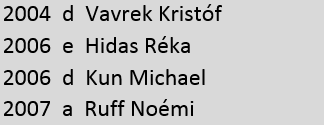 2004 d Vavrek Kristóf
2006 e Hidas Réka
2006 d Kun Michael
2007 a Ruff Noémi